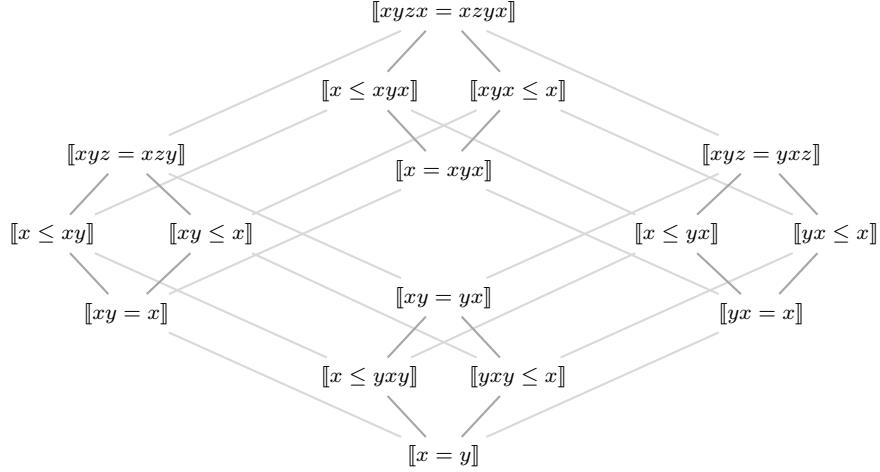 ⟦xyzx = xzyx⟧
⟦x ≤ xyx⟧ ⟦xyx ≤ x⟧
⟦xyz = xzy⟧ ⟦x = xyx⟧ ⟦xyz = yxz⟧
⟦x ≤ xy⟧ ⟦xy ≤ x⟧ ⟦x ≤ yx⟧ ⟦yx ≤ x⟧
⟦xy = x⟧ ⟦xy = yx⟧ ⟦yx = x⟧
⟦x ≤ yxy⟧ ⟦yxy ≤ x⟧
⟦x = y⟧